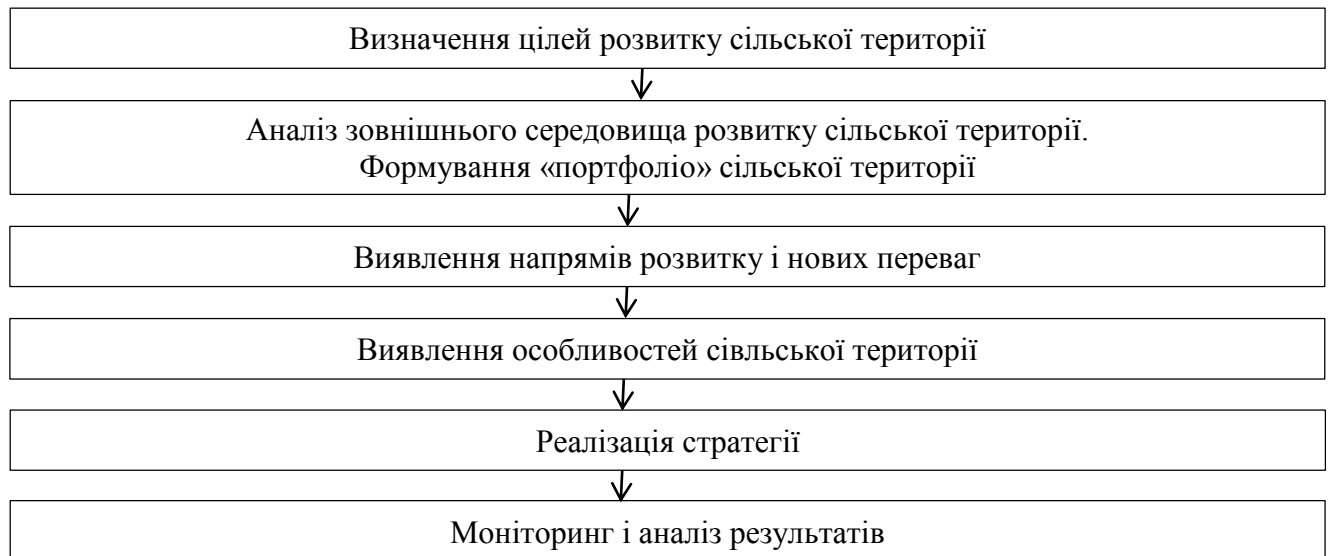 Визначення цілей розвитку сільської території
Аналіз зовнішнього середовища розвитку сільської території.
Формування «портфоліо» сільської території
Виявлення напрямів розвитку і нових переваг
Виявлення особливостей сівльської території
Реалізація стратегії
Моніторинг і аналіз результатів